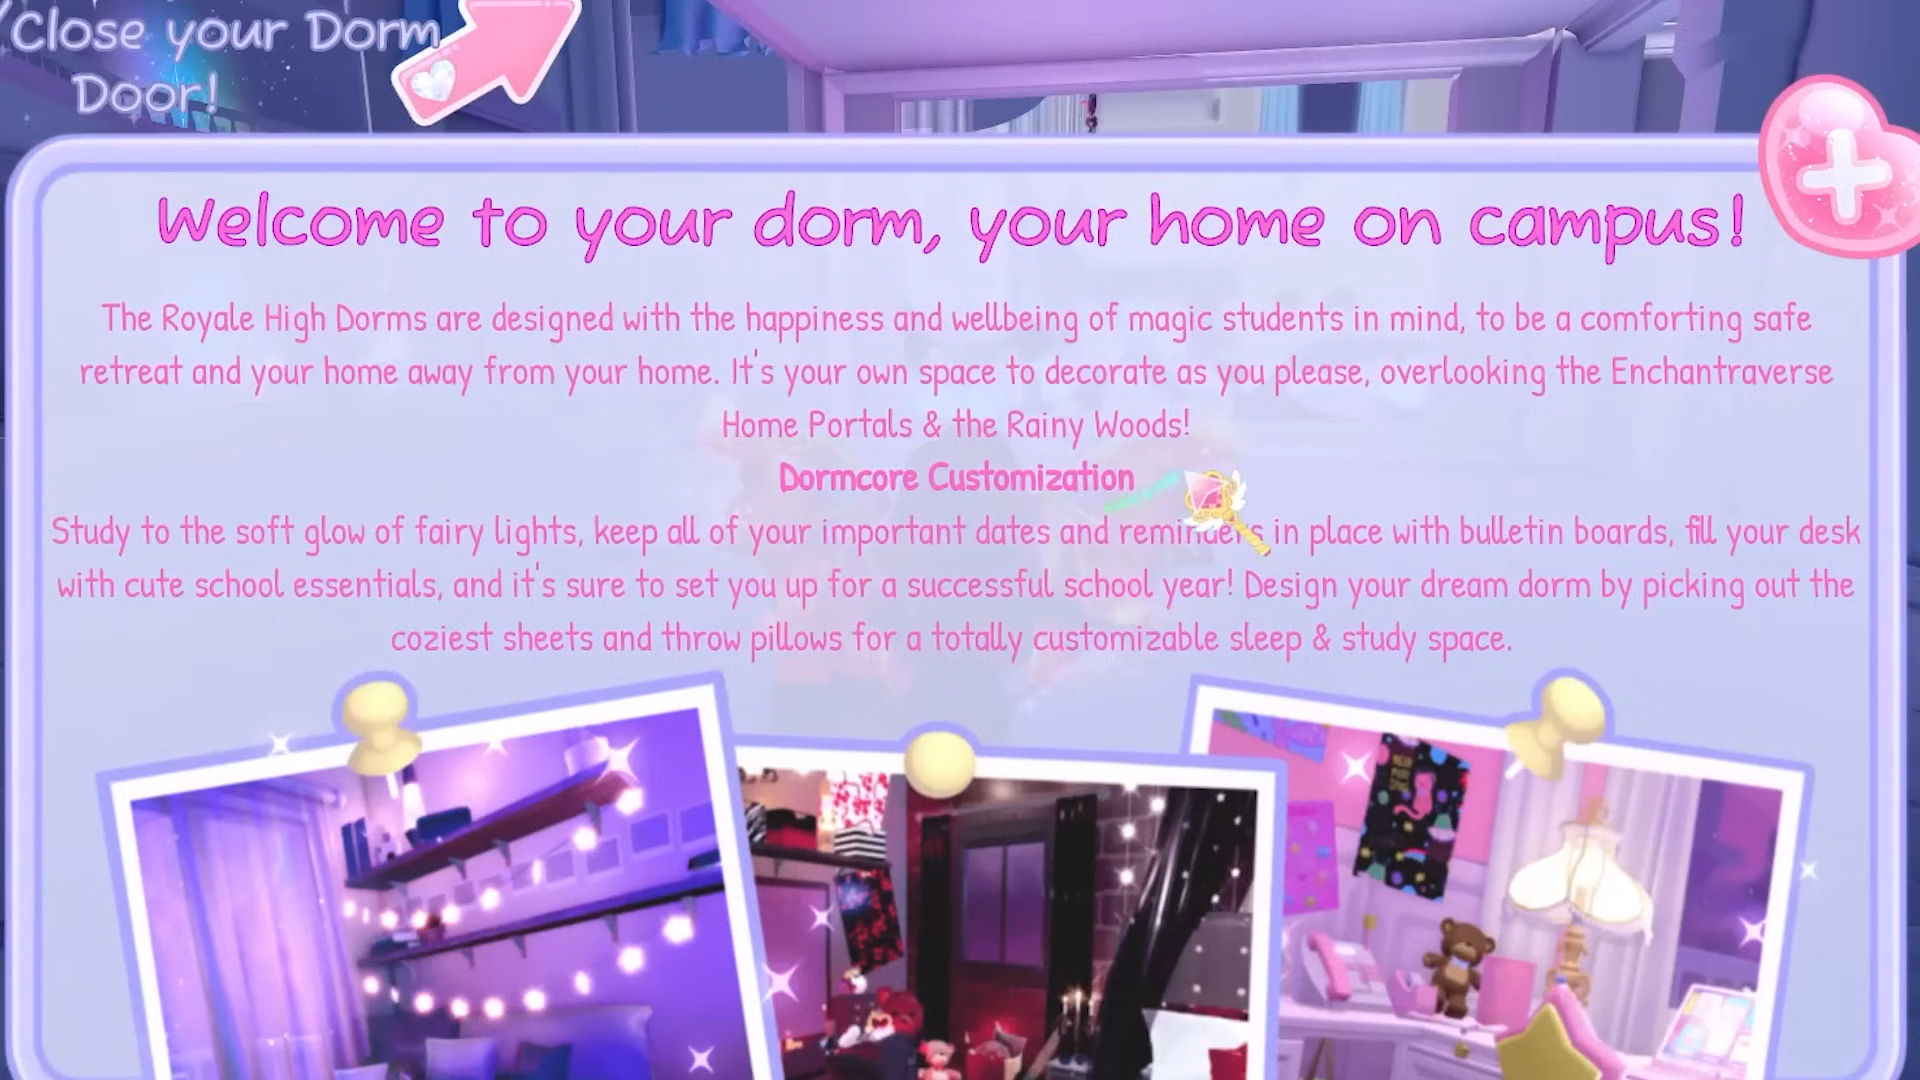 Close your Dorm
Door!
Welcome to your dorm, your home on campus!
The Royale High Dorms are designed with the happiness and wellbeing of magic students in mind, to be a comforting safe
retreat and your home away from your home. It's your own space to decorate as you please, overlooking the Enchantraverse
Home Portals & the Rainy Woods!
Dormcore Customization
Study to the soft glow of fairy lights, keep all of your important dates and reminders in place with bulletin boards, fill your desk
with cute school essentials, and it's sure to set you up for a successful school year! Design your dream dorm by picking out the
coziest sheets and throw pillows for a totally customizable sleep & study space.